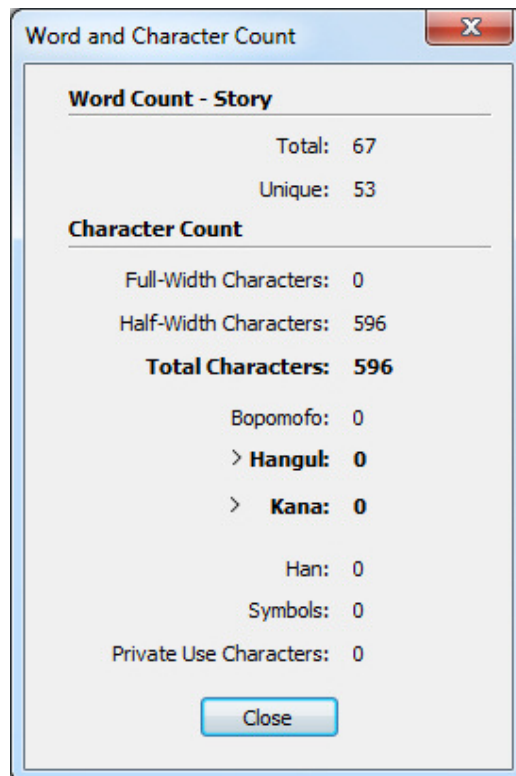 Word and Character Count
Word Count - Story
Total: 67
Unique: 53
Character Count
Full-Width Characters: 0
Half-Width Characters: 596
Total Characters: 596
Bopomofo: 0
> Hangul: 0
> Kana: 0
Han: 0
Symbols: 0
Private Use Characters: 0
Close